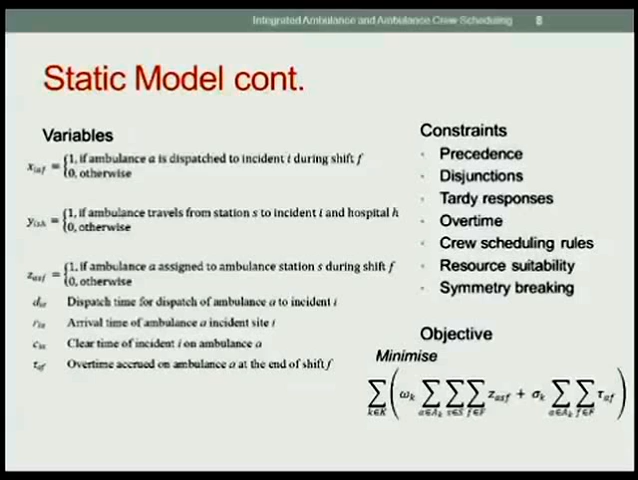 Integrated Ambulance and Ambulance Crew Scheduling 8
Static Model cont.
Variables
x_iaf = {1, if ambulance a is dispatched to incident i during shift f
{0, otherwise
y_ish = {1, if ambulance travels from station s to incident i and hospital h
{0, otherwise
z_asf = {1, if ambulance a assigned to ambulance station s during shift f
{0, otherwise
d_ia Dispatch time for dispatch of ambulance a to incident i
r_ia Arrival time of ambulance a incident site i
c_ia Clear time of incident i on ambulance a
τ_af Overtime accrued on ambulance a at the end of shift f
Constraints
· Precedence
· Disjunctions
· Tardy responses
· Overtime
· Crew scheduling rules
· Resource suitability
· Symmetry breaking
Objective
Minimise
∑_{k∈K} ( ω_k ∑_{a∈A_k} ∑_{s∈S} ∑_{f∈F} z_asf + σ_k ∑_{a∈A_k} ∑_{f∈F} τ_af )